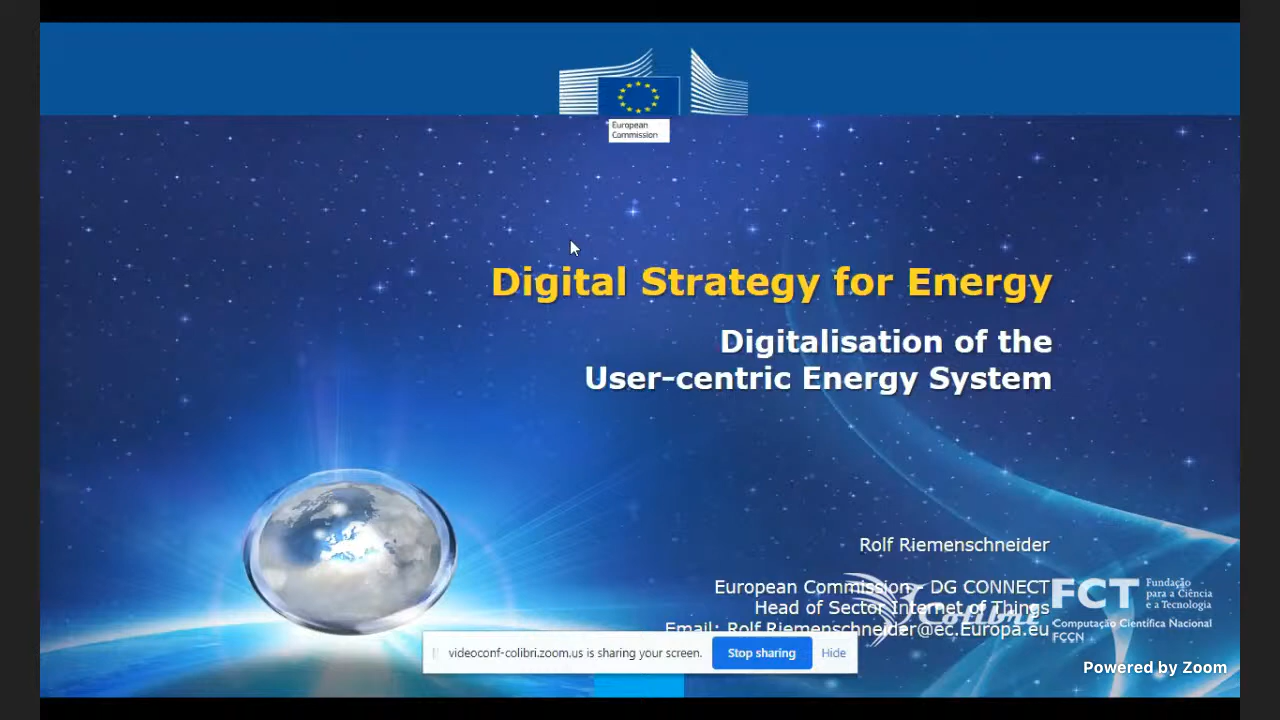 European
Commission
Digital Strategy for Energy
Digitalisation of the
User-centric Energy System
Rolf Riemenschneider
European Commission - DG CONNECT
Head of Sector Internet of Things
Email: Rolf.Riemenschneider@ec.Europa.eu
Colibri
FCT
Fundação
para a Ciência
e a Tecnologia
Computação Científica Nacional
FCCN
videoconf-colibri.zoom.us is sharing your screen.
Stop sharing
Hide
Powered by Zoom